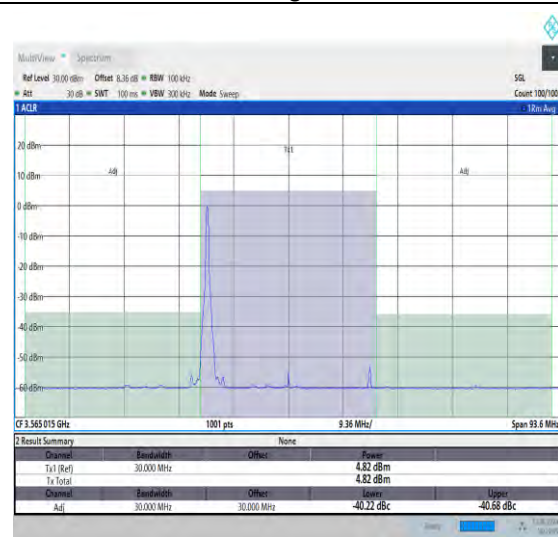 MultiView Spectrum
Ref Level 30.00 dBm Offset 8.36 dB RBW 100 kHz SGL
Att 30 dB SWT 100 ms VBW 300 kHz Mode Sweep Count 100/100
1 ACLR 1Rm Avg
20 dBm
Tx1
Adj Adj
10 dBm
0 dBm
-10 dBm
-20 dBm
-30 dBm
-40 dBm
-50 dBm
-60 dBm
CF 3.565 015 GHz 1001 pts 9.36 MHz/ Span 93.6 MHz
2 Result Summary None
Channel Bandwidth Offset Power
Tx1 (Ref) 30.000 MHz 4.82 dBm
Tx Total 4.82 dBm
Channel Bandwidth Offset Lower Upper
Adj 30.000 MHz 30.000 MHz -40.22 dBc -40.68 dBc